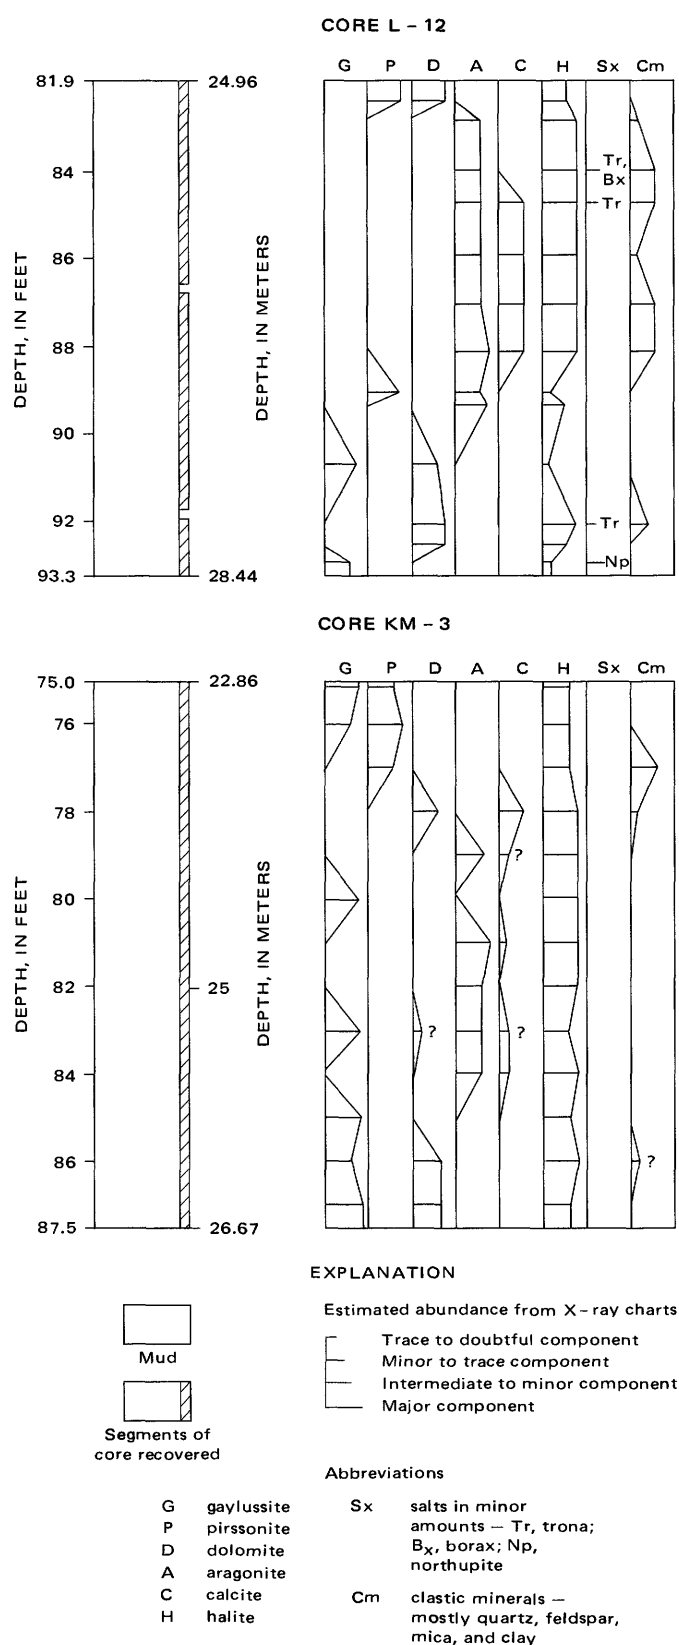 CORE L – 12
G P D A C H Sx Cm
81.9 24.96
84
86
88
90
92
93.3 28.44
DEPTH, IN FEET
DEPTH, IN METERS
Tr,
Bx
Tr
Tr
Np
CORE KM – 3
G P D A C H Sx Cm
75.0 22.86
76
78
80
82
84
86
87.5 26.67
25
DEPTH, IN FEET
DEPTH, IN METERS
?
? ?
?
EXPLANATION
Mud
Segments of
core recovered
Estimated abundance from X – ray charts
Trace to doubtful component
Minor to trace component
Intermediate to minor component
Major component
Abbreviations
G gaylussite
P pirssonite
D dolomite
A aragonite
C calcite
H halite
Sx salts in minor
amounts — Tr, trona;
Bx, borax; Np,
northupite
Cm clastic minerals —
mostly quartz, feldspar,
mica, and clay